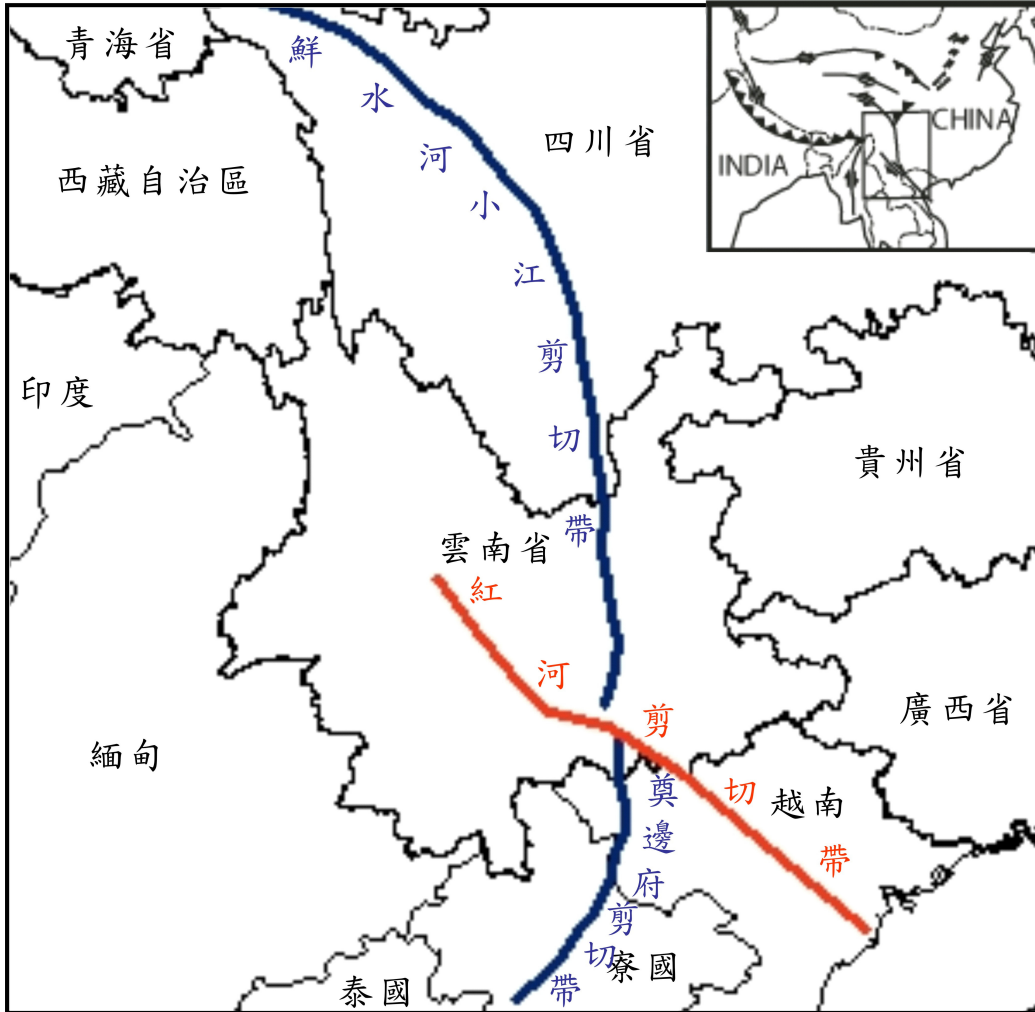 青海省
西藏自治區
四川省
CHINA
INDIA
鮮水河小江剪切帶
印度
貴州省
雲南省
紅河剪切帶
廣西省
緬甸
越南
奠邊府剪切帶
寮國
泰國